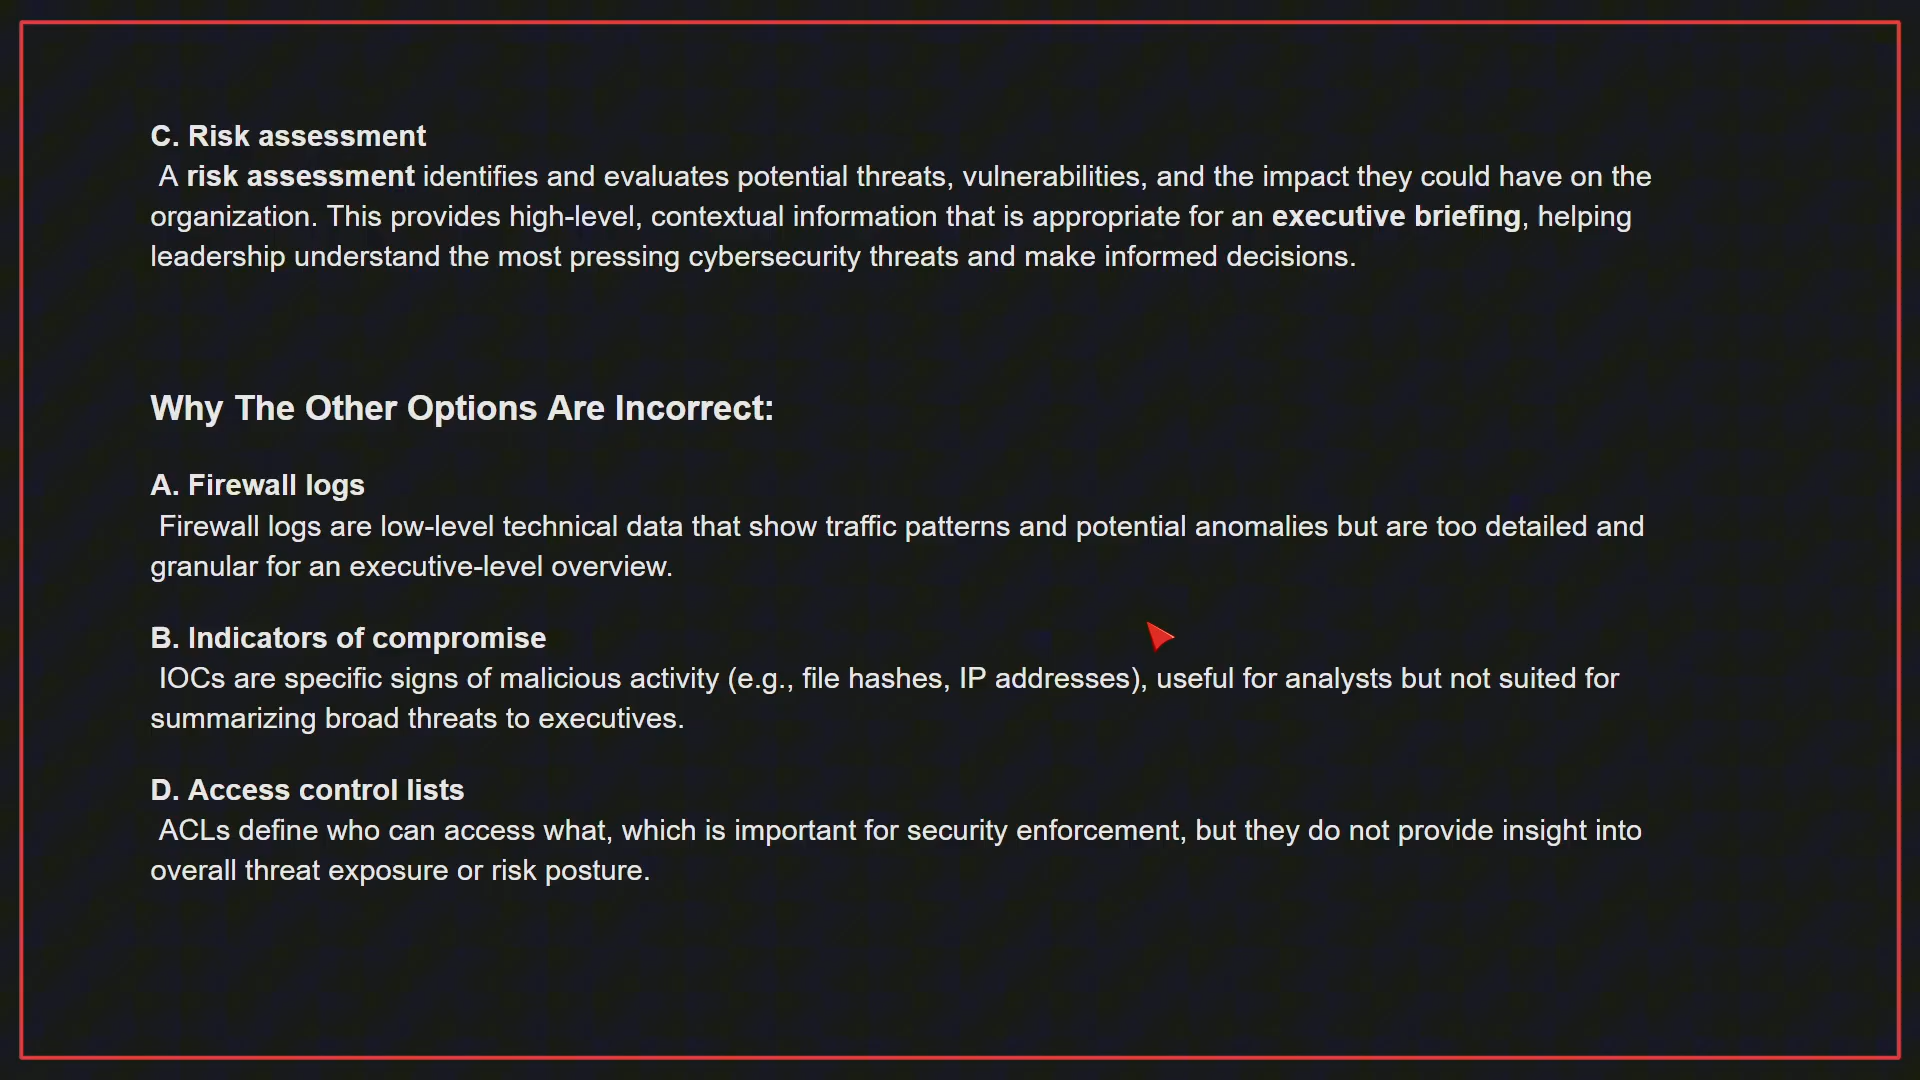 C. Risk assessment
A risk assessment identifies and evaluates potential threats, vulnerabilities, and the impact they could have on the
organization. This provides high-level, contextual information that is appropriate for an executive briefing, helping
leadership understand the most pressing cybersecurity threats and make informed decisions.
Why The Other Options Are Incorrect:
A. Firewall logs
Firewall logs are low-level technical data that show traffic patterns and potential anomalies but are too detailed and
granular for an executive-level overview.
B. Indicators of compromise
IOCs are specific signs of malicious activity (e.g., file hashes, IP addresses), useful for analysts but not suited for
summarizing broad threats to executives.
D. Access control lists
ACLs define who can access what, which is important for security enforcement, but they do not provide insight into
overall threat exposure or risk posture.